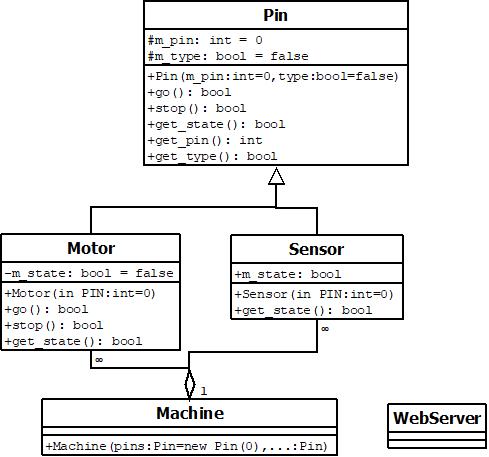 Pin
#m_pin: int = 0
#m_type: bool = false
+Pin(m_pin:int=0,type:bool=false)
+go(): bool
+stop(): bool
+get_state(): bool
+get_pin(): int
+get_type(): bool
Motor
-m_state: bool = false
+Motor(in PIN:int=0)
+go(): bool
+stop(): bool
+get_state(): bool
Sensor
+m_state: bool
+Sensor(in PIN:int=0)
+get_state(): bool
∞
∞
1
Machine
+Machine(pins:Pin=new Pin(0),...:Pin)
WebServer